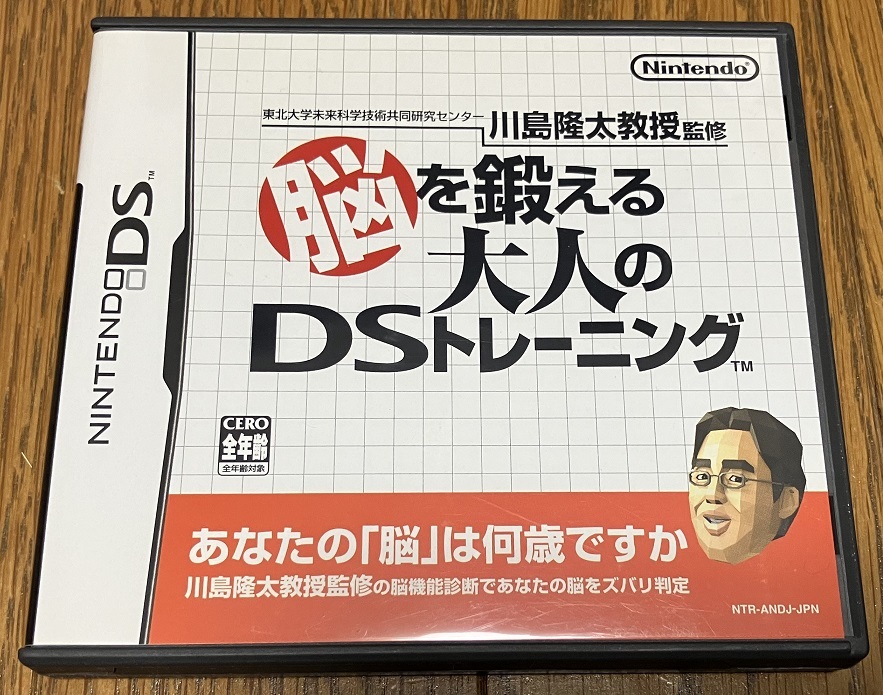 NINTENDO DS™
Nintendo®
東北大学未来科学技術共同研究センター
川島隆太教授監修
脳を鍛える
大人の
DSトレーニング™
CERO
全年齢
全年齢対象
あなたの「脳」は何歳ですか
川島隆太教授監修の脳機能診断であなたの脳をズバリ判定
NTR-ANDJ-JPN